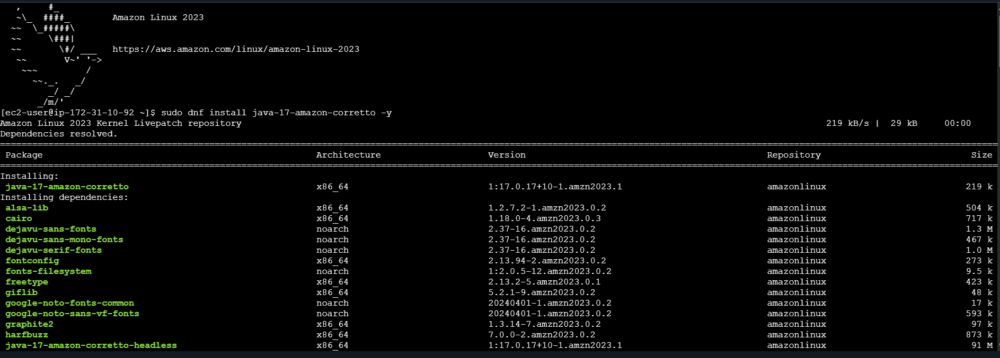 ,     #_
   ~\_  ####_        Amazon Linux 2023
  ~~  \_#####\
  ~~     \###|
  ~~       \#/ ___   https://aws.amazon.com/linux/amazon-linux-2023
   ~~       V~' '->
    ~~~         /
      ~~._.   _/
         _/ _/
       _/m/'
[ec2-user@ip-172-31-10-92 ~]$ sudo dnf install java-17-amazon-corretto -y
Amazon Linux 2023 Kernel Livepatch repository 219 kB/s | 29 kB 00:00
Dependencies resolved.
Package Architecture Version Repository Size
Installing:
java-17-amazon-corretto x86_64 1:17.0.17+10-1.amzn2023.1 amazonlinux 219 k
Installing dependencies:
alsa-lib x86_64 1.2.7.2-1.amzn2023.0.2 amazonlinux 504 k
cairo x86_64 1.18.0-4.amzn2023.0.3 amazonlinux 717 k
dejavu-sans-fonts noarch 2.37-16.amzn2023.0.2 amazonlinux 1.3 M
dejavu-sans-mono-fonts noarch 2.37-16.amzn2023.0.2 amazonlinux 467 k
dejavu-serif-fonts noarch 2.37-16.amzn2023.0.2 amazonlinux 1.0 M
fontconfig x86_64 2.13.94-2.amzn2023.0.2 amazonlinux 273 k
fonts-filesystem noarch 1:2.0.5-12.amzn2023.0.2 amazonlinux 9.5 k
freetype x86_64 2.13.2-5.amzn2023.0.1 amazonlinux 423 k
giflib x86_64 5.2.1-9.amzn2023.0.2 amazonlinux 48 k
google-noto-fonts-common noarch 20240401-1.amzn2023.0.2 amazonlinux 17 k
google-noto-sans-vf-fonts noarch 20240401-1.amzn2023.0.2 amazonlinux 593 k
graphite2 x86_64 1.3.14-7.amzn2023.0.2 amazonlinux 97 k
harfbuzz x86_64 7.0.0-2.amzn2023.0.2 amazonlinux 873 k
java-17-amazon-corretto-headless x86_64 1:17.0.17+10-1.amzn2023.1 amazonlinux 91 M